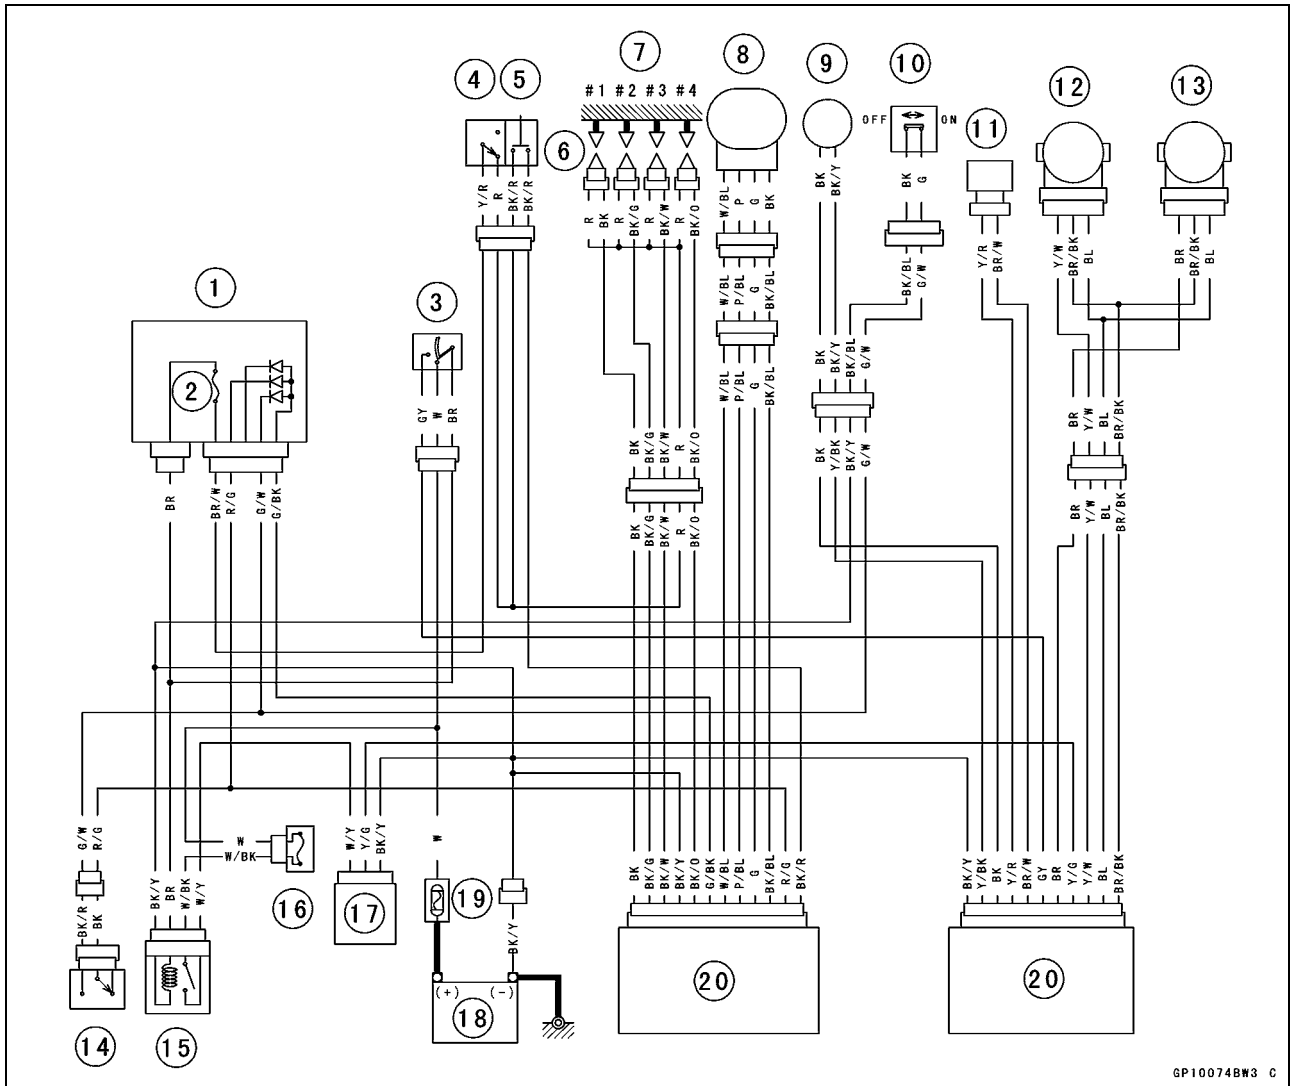 7
8
9
10
4
5
12
13
#1 #2 #3 #4
OFF
ON
11
6
Y/R R BK/R BK/R
R BK R BK/G R BK/W R BK/O
W/BL P G BK
BK BK/Y
BK G
Y/R BR/W
Y/W BR/BK BL
BR BR/BK BL
W/BL P/BL G BK/BL
BK/BL G/W
1
3
2
BK BK/Y BK/BL G/W
W/BL P/BL G BK/BL
GY W BR
BR Y/W BL BR/BK
BK BK/G BK/W R BK/O
BK Y/BK BK/Y G/W
BR
BR/W R/G G/W G/BK
BK BK/G BK/W R BK/O
BR Y/W BL BR/BK
G/W R/G
W
W/BK
W/Y Y/G BK/Y
W
BK/Y BR W/BK W/Y
BK BK/G BK/W BK/Y BK/O G/BK W/BL P/BL G BK/BL R/G BK/R
BK/Y Y/BK BK Y/R BR/W GY BR Y/G Y/W BL BR/BK
16
17
19
BK/R BK
BK/Y
20
20
(+) (-)
18
14
15
GP10074BW3 C